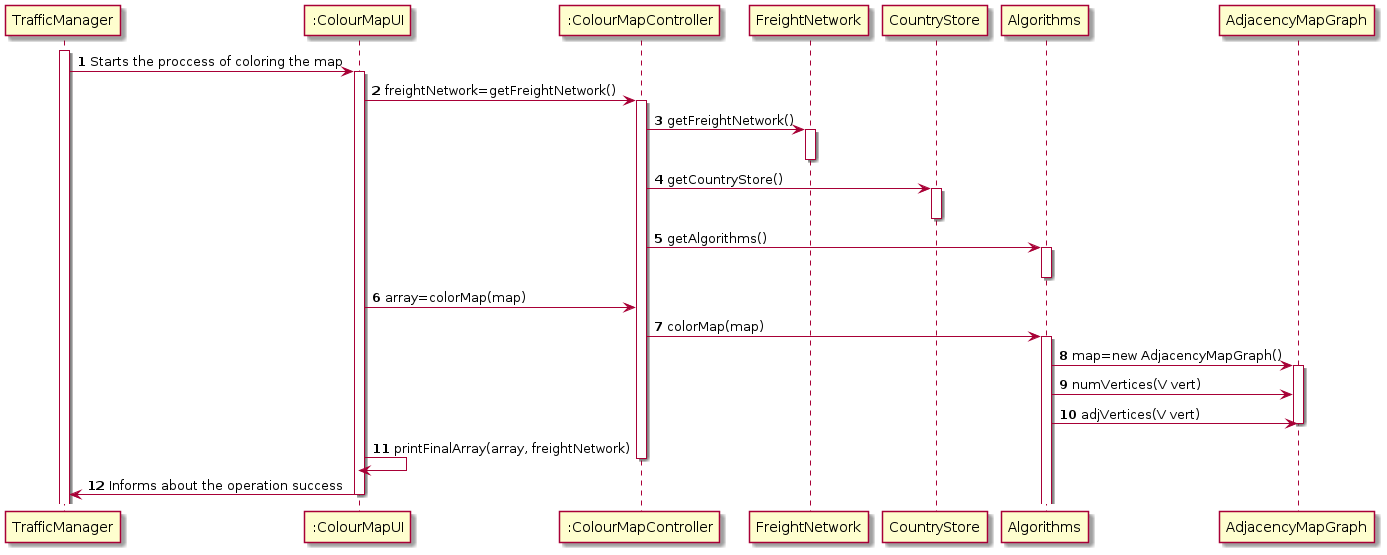 TrafficManager :ColourMapUI :ColourMapController FreightNetwork CountryStore Algorithms AdjacencyMapGraph
1 Starts the proccess of coloring the map
2 freightNetwork=getFreightNetwork()
3 getFreightNetwork()
4 getCountryStore()
5 getAlgorithms()
6 array=colorMap(map)
7 colorMap(map)
8 map=new AdjacencyMapGraph()
9 numVertices(V vert)
10 adjVertices(V vert)
11 printFinalArray(array, freightNetwork)
12 Informs about the operation success
TrafficManager :ColourMapUI :ColourMapController FreightNetwork CountryStore Algorithms AdjacencyMapGraph